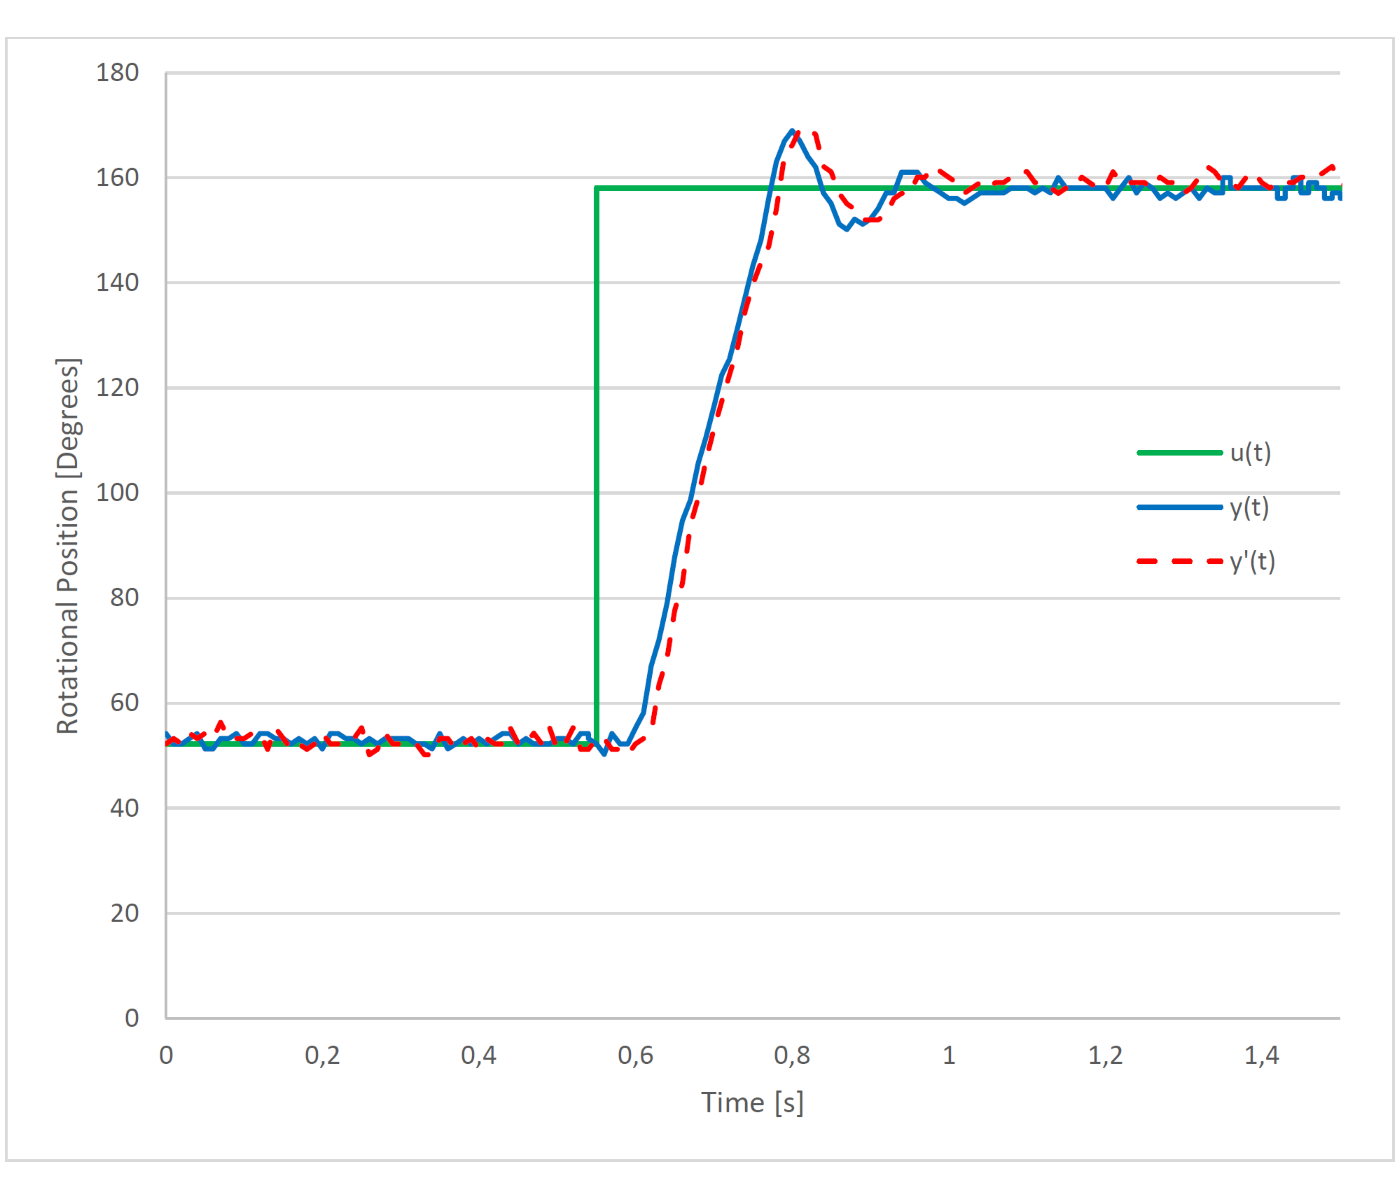 180
160
140
120
100
80
60
40
20
0
Rotational Position [Degrees]
u(t)
y(t)
y'(t)
0 0,2 0,4 0,6 0,8 1 1,2 1,4
Time [s]